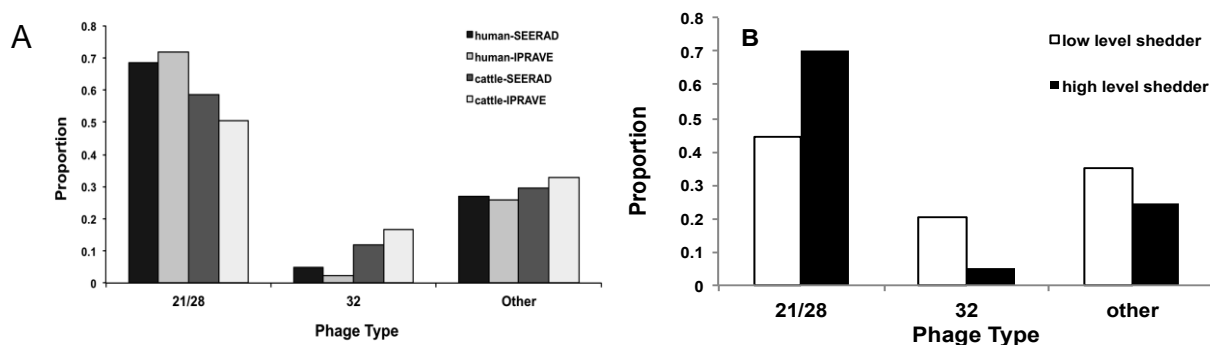 A
0.8
0.7
0.6
0.5
0.4
0.3
0.2
0.1
0
Proportion
human-SEERAD
human-IPRAVE
cattle-SEERAD
cattle-IPRAVE
21/28
32
Other
Phage Type
B
0.8
0.7
0.6
0.5
0.4
0.3
0.2
0.1
0
Proportion
low level shedder
high level shedder
21/28
32
other
Phage Type